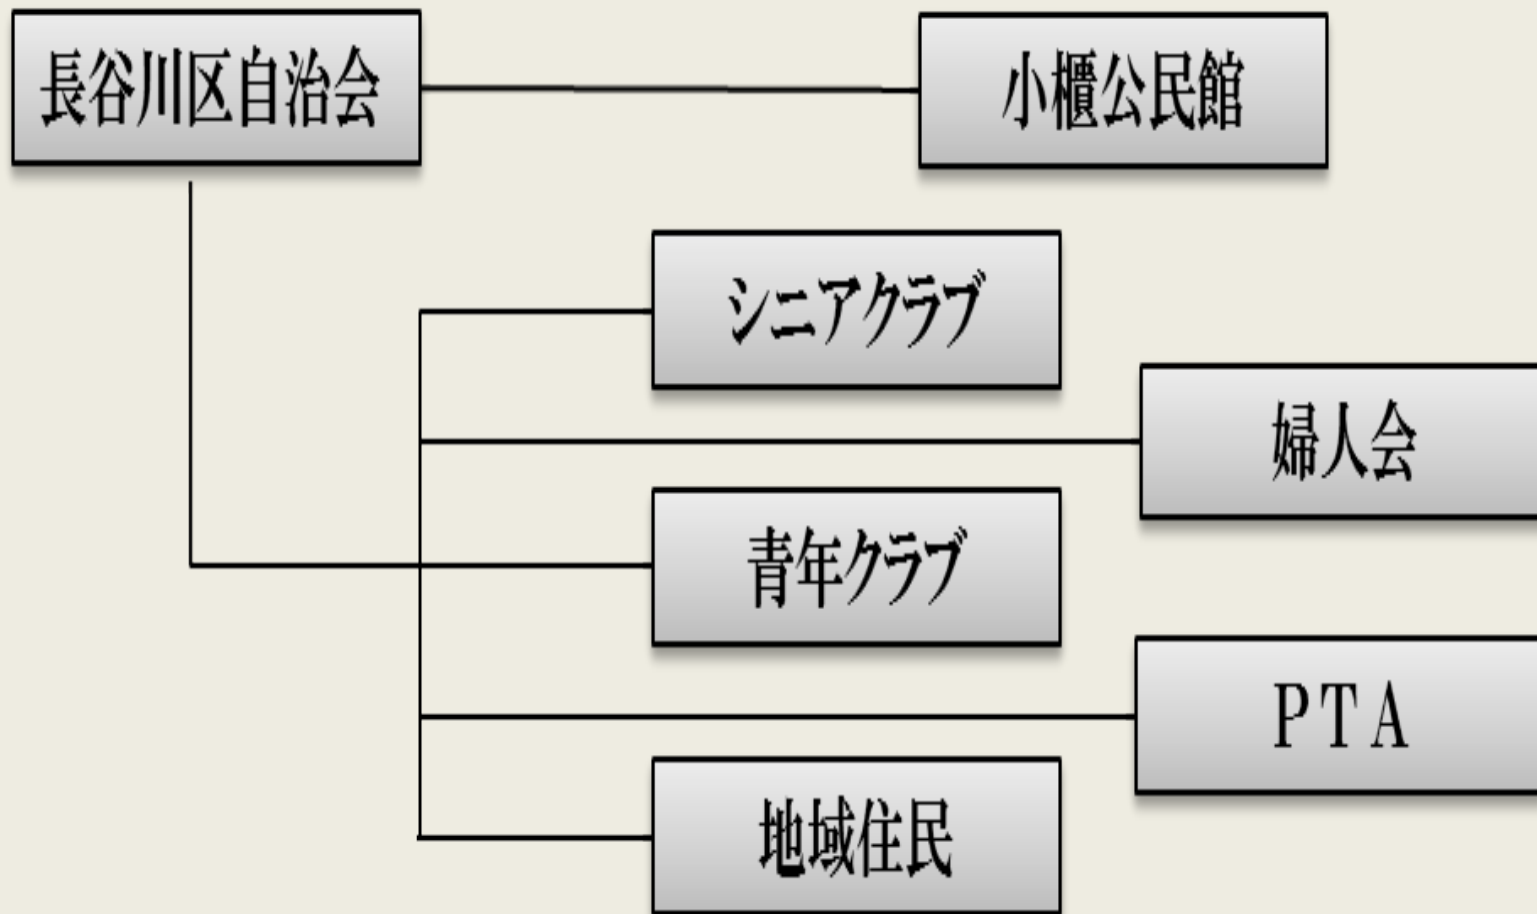 長谷川区自治会
小櫃公民館
シニアクラブ
婦人会
青年クラブ
ＰＴＡ
地域住民